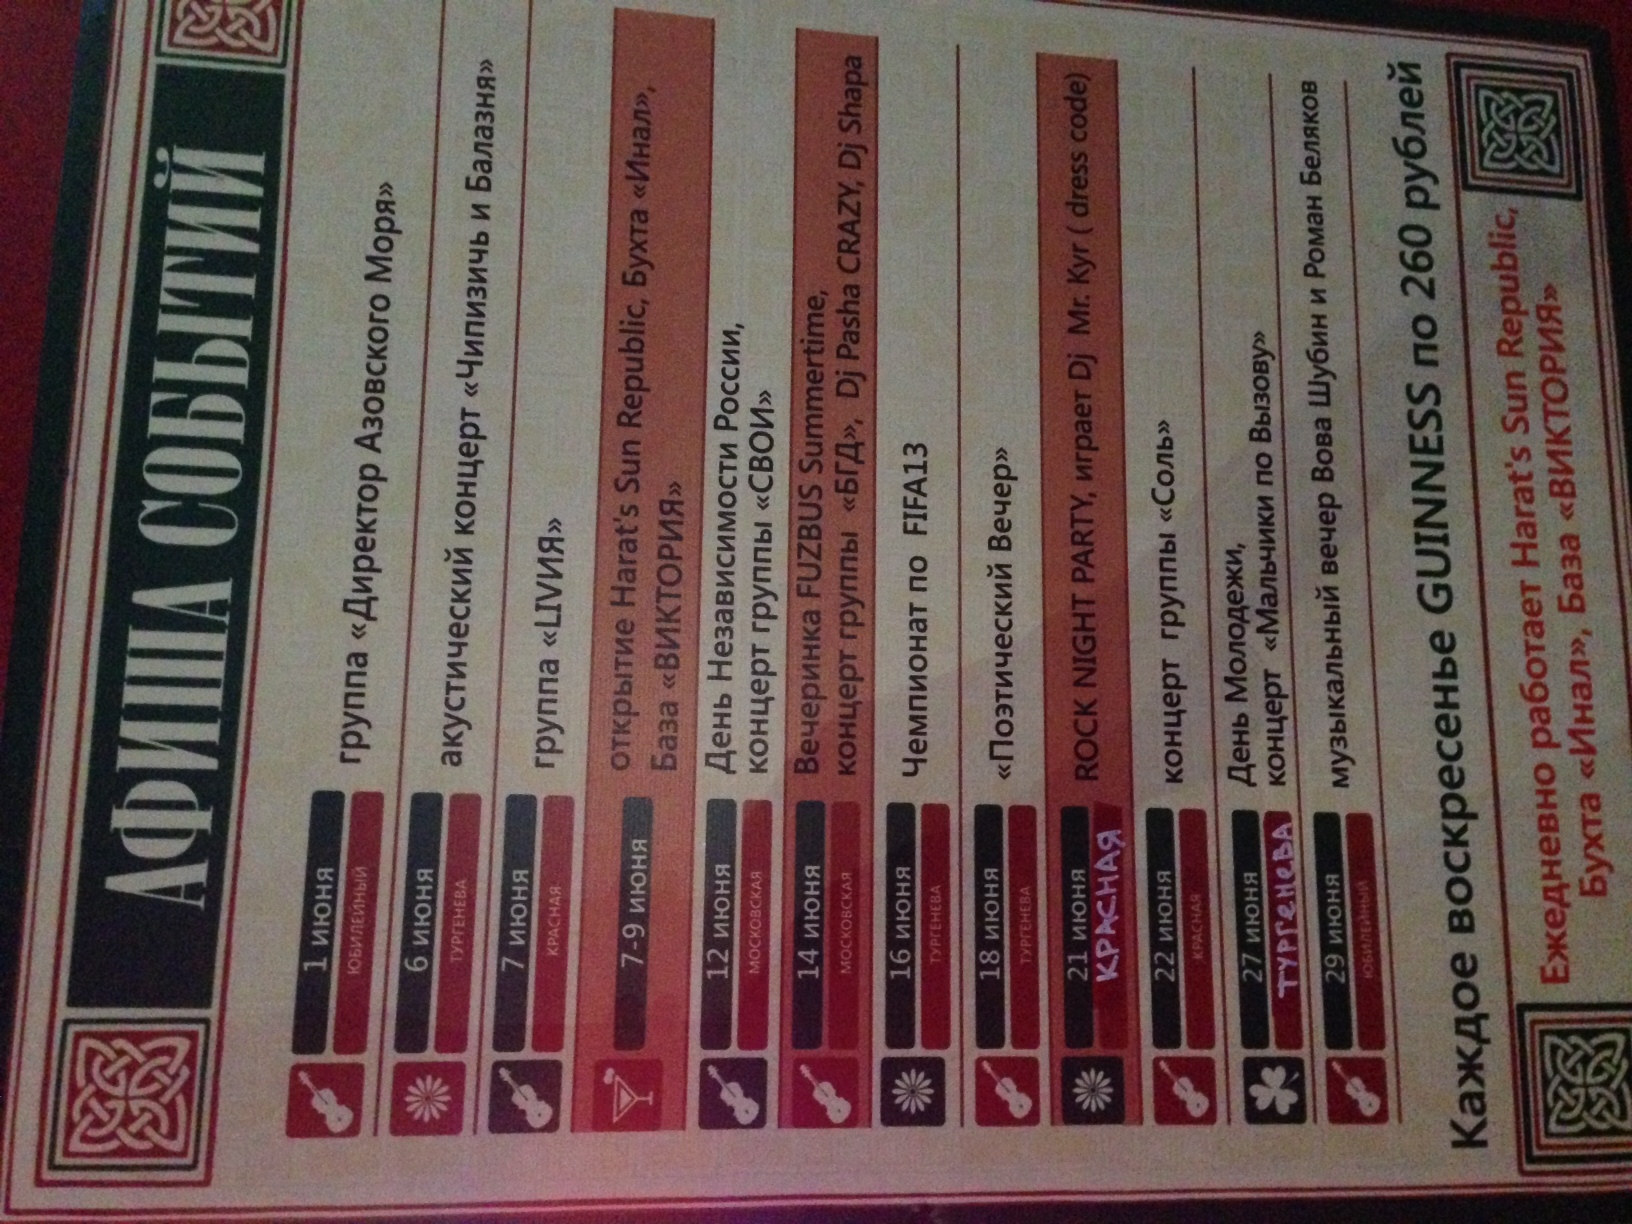 АФИША СОБЫТИЙ
1 ИЮНЯ
ЮБИЛЕЙНЫЙ
группа «Директор Азовского Моря»
6 ИЮНЯ
ТУРГЕНЕВА
акустический концерт «Чипизичь и Балазня»
7 ИЮНЯ
КРАСНАЯ
группа «LIVИЯ»
7-9 ИЮНЯ
открытие Harat's Sun Republic, Бухта «Инал»,
База «ВИКТОРИЯ»
12 ИЮНЯ
МОСКОВСКАЯ
День Независимости России,
концерт группы «СВОИ»
14 ИЮНЯ
МОСКОВСКАЯ
Вечеринка FUZBUS Summertime,
концерт группы «БГД», Dj Pasha CRAZY, Dj Shapa
16 ИЮНЯ
ТУРГЕНЕВА
Чемпионат по FIFA13
18 ИЮНЯ
ТУРГЕНЕВА
«Поэтический Вечер»
21 ИЮНЯ
КРАСНАЯ
ROCK NIGHT PARTY, играет Dj Mr. Kyr ( dress code)
22 ИЮНЯ
КРАСНАЯ
концерт группы «Соль»
27 ИЮНЯ
ТУРГЕНЕВА
День Молодежи,
концерт «Мальчики по Вызову»
29 ИЮНЯ
ЮБИЛЕЙНЫЙ
музыкальный вечер Вова Шубин и Роман Беляков
Каждое воскресенье GUINNESS по 260 рублей
Ежедневно работает Harat's Sun Republic,
Бухта «Инал», База «ВИКТОРИЯ»